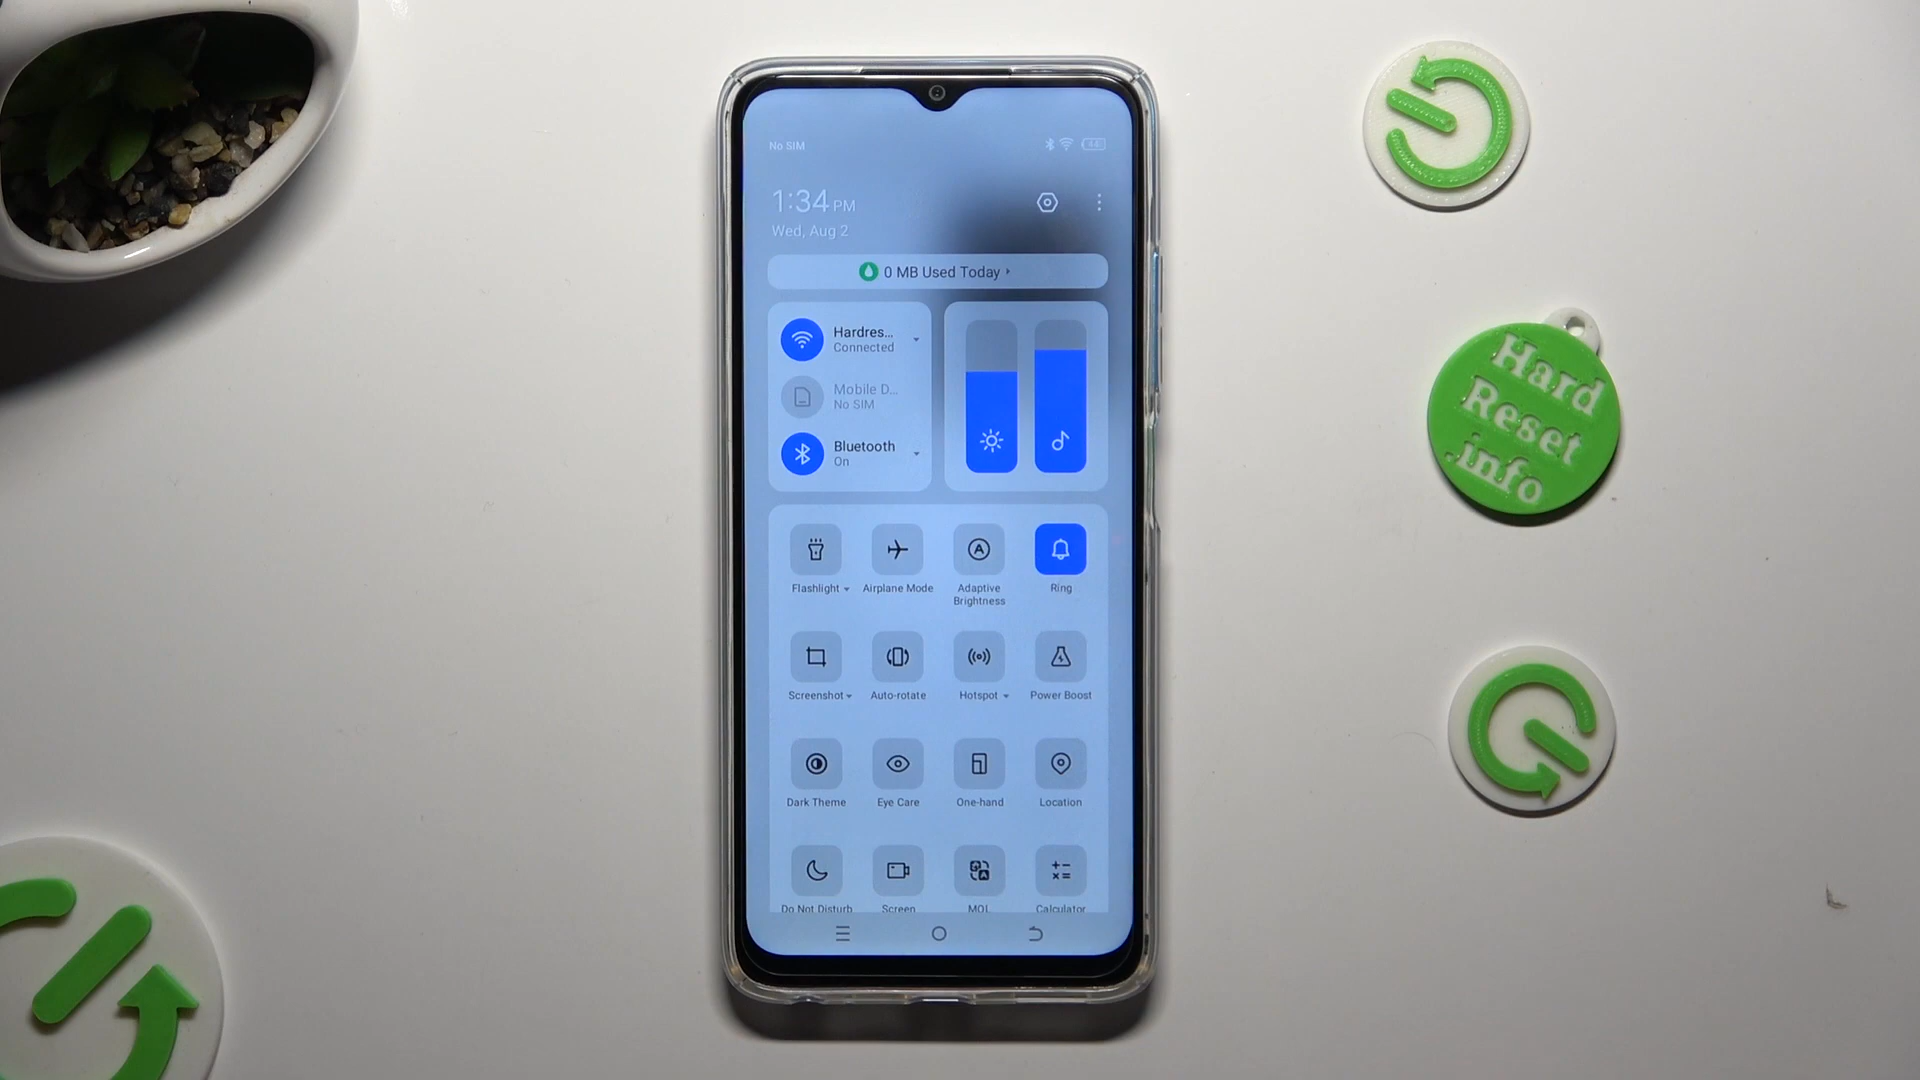 No SIM
1:34 PM
Wed, Aug 2
0 MB Used Today
Hardres...
Connected
Mobile D...
No SIM
Bluetooth
On
Flashlight
Airplane Mode
Adaptive
Brightness
Ring
Screenshot
Auto-rotate
Hotspot
Power Boost
Dark Theme
Eye Care
One-hand
Location
Do Not Disturb
Screen
MOL
Calculator
Hard
Reset
.info